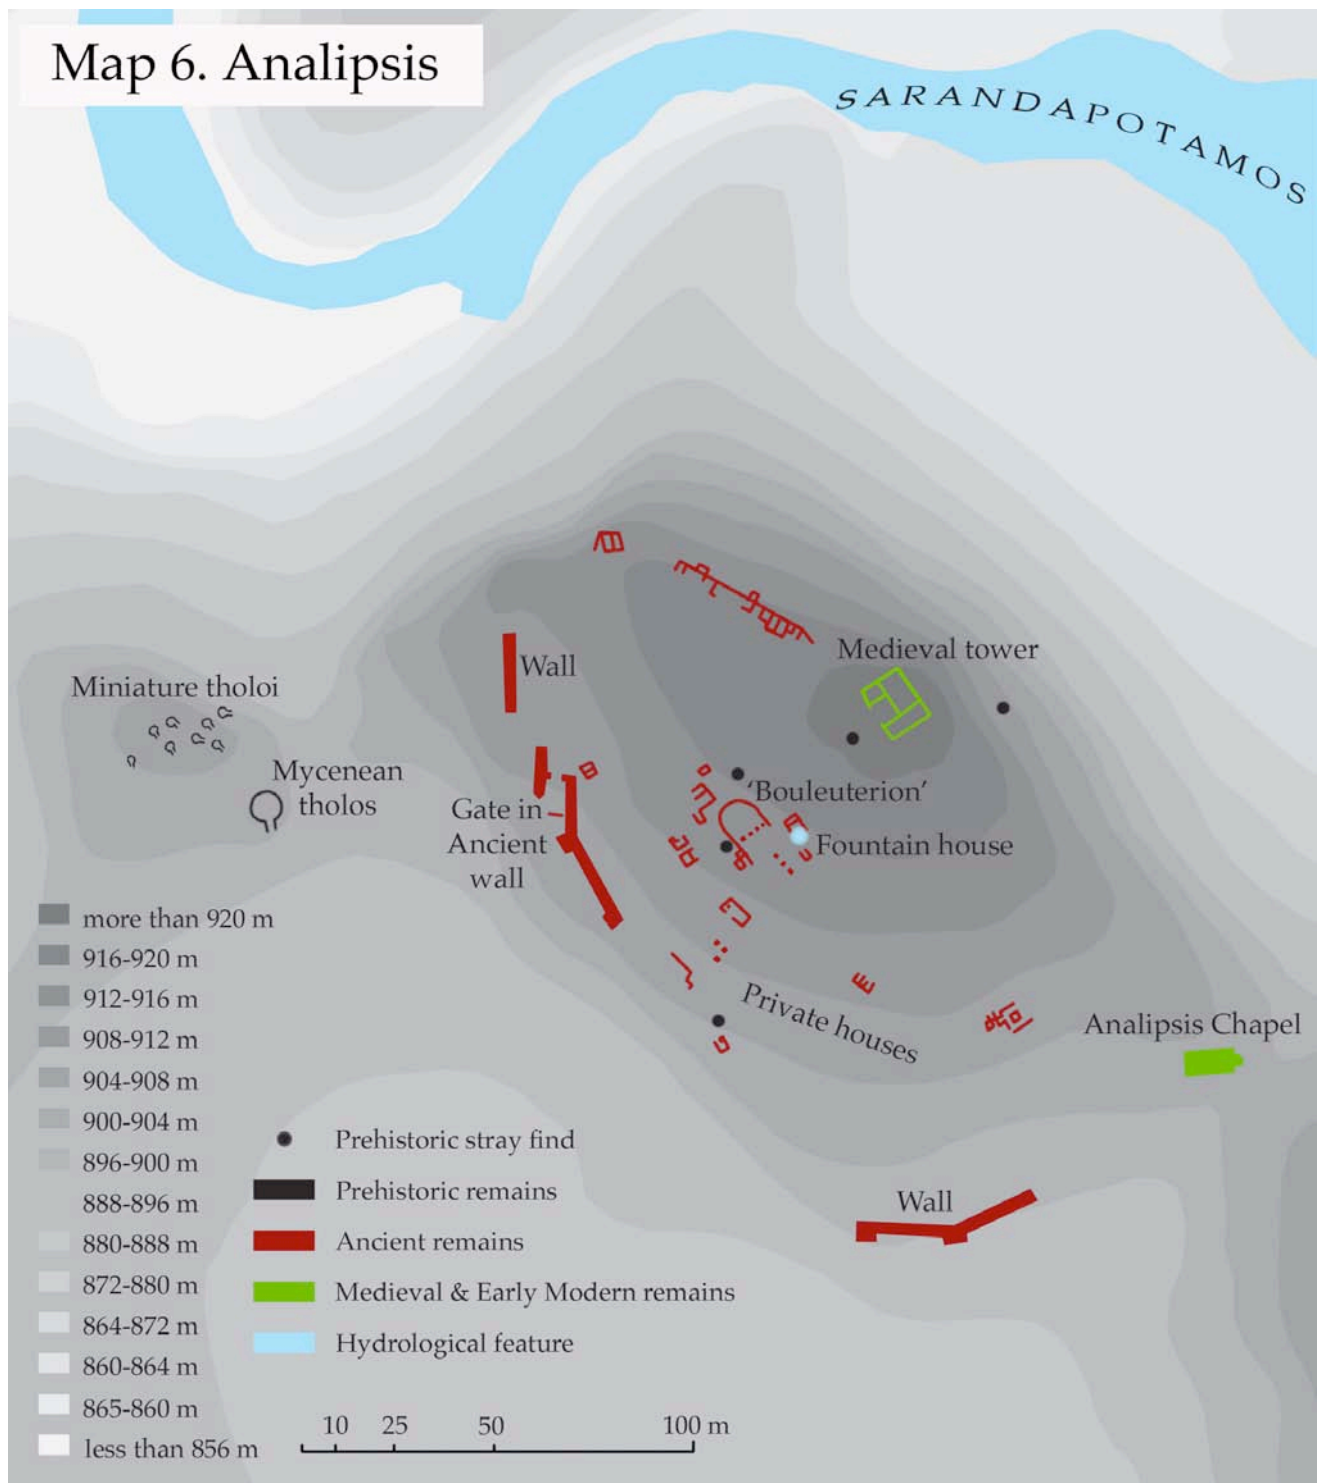 Map 6. Analipsis
SARANDAPOTAMOS
Medieval tower
Wall
Miniature tholoi
Mycenean
tholos
'Bouleuterion'
Gate in
Ancient
wall
Fountain house
Private houses
Analipsis Chapel
Wall
more than 920 m
916-920 m
912-916 m
908-912 m
904-908 m
900-904 m
896-900 m
888-896 m
880-888 m
872-880 m
864-872 m
860-864 m
865-860 m
less than 856 m
Prehistoric stray find
Prehistoric remains
Ancient remains
Medieval & Early Modern remains
Hydrological feature
10 25 50 100 m